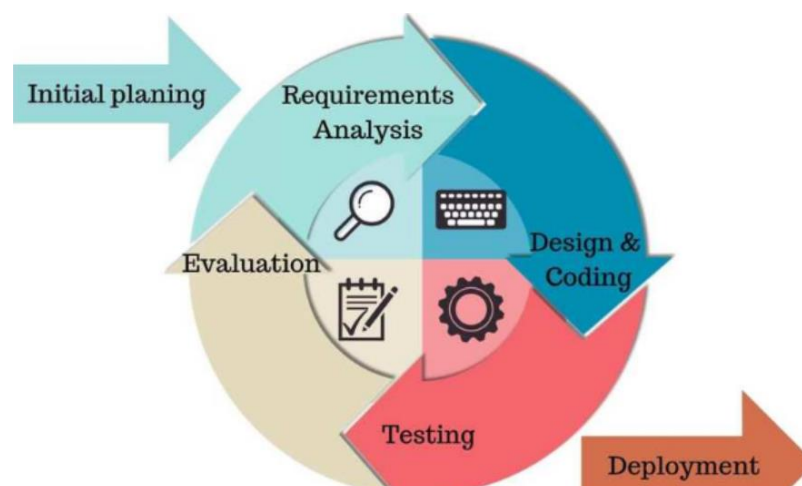 Initial planing
Requirements
Analysis
Design &
Coding
Evaluation
Testing
Deployment